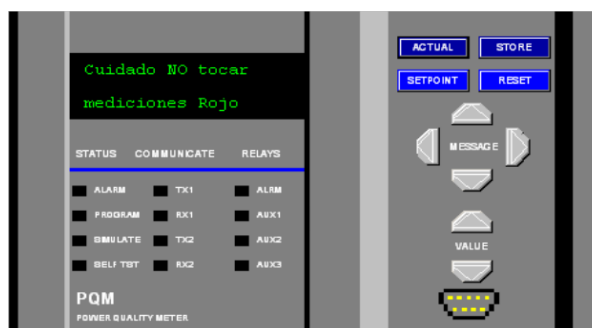 Cuidado NO tocar
mediciones Rojo
STATUS COMMUNICATE RELAYS
ALARM TX1 ALRM
PROGRAM RX1 AUX1
SIMULATE TX2 AUX2
SELF TST RX2 AUX3
PQM
POWER QUALITY METER
ACTUAL STORE
SETPOINT RESET
MESSAGE
VALUE